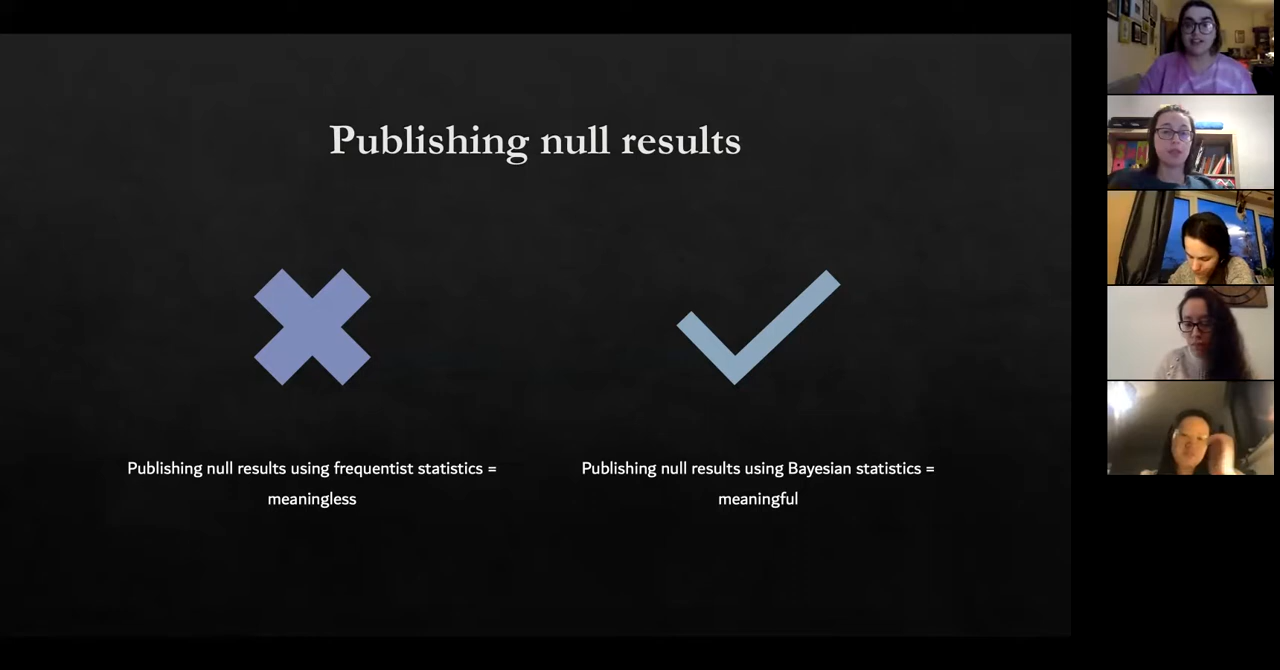 Publishing null results
Publishing null results using frequentist statistics =
meaningless
Publishing null results using Bayesian statistics =
meaningful